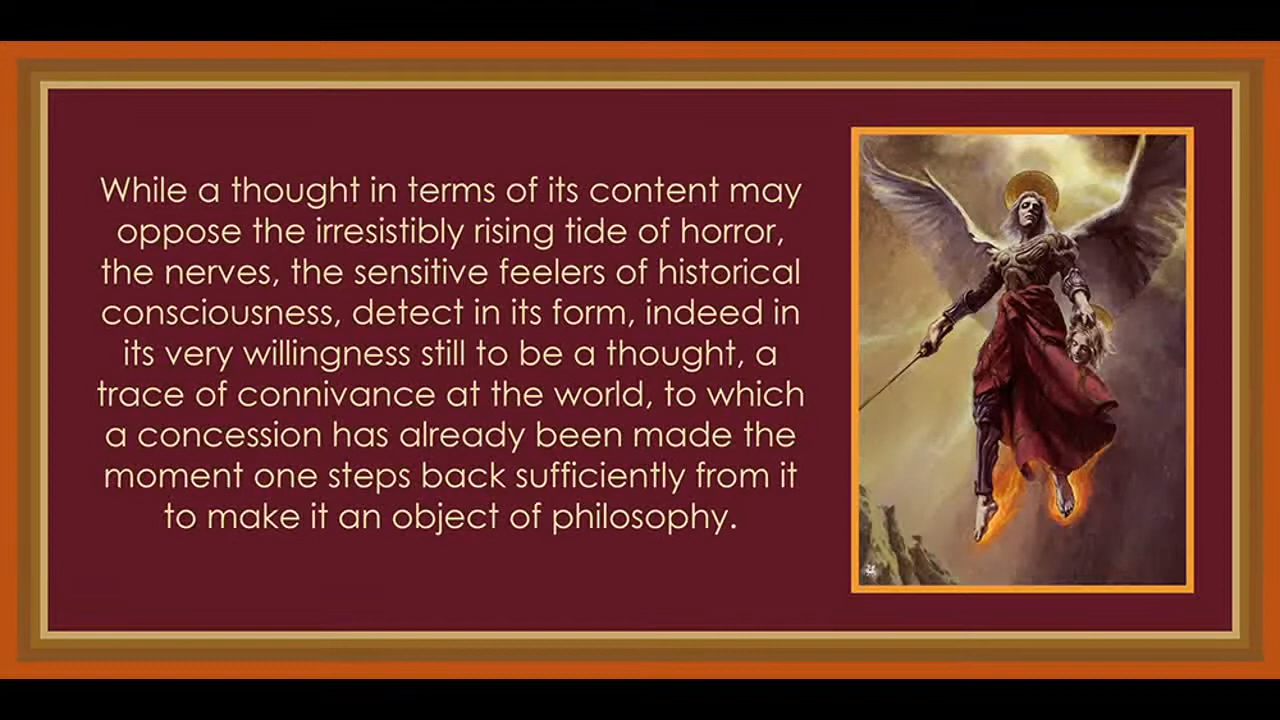 While a thought in terms of its content may
oppose the irresistibly rising tide of horror,
the nerves, the sensitive feelers of historical
consciousness, detect in its form, indeed in
its very willingness still to be a thought, a
trace of connivance at the world, to which
a concession has already been made the
moment one steps back sufficiently from it
to make it an object of philosophy.